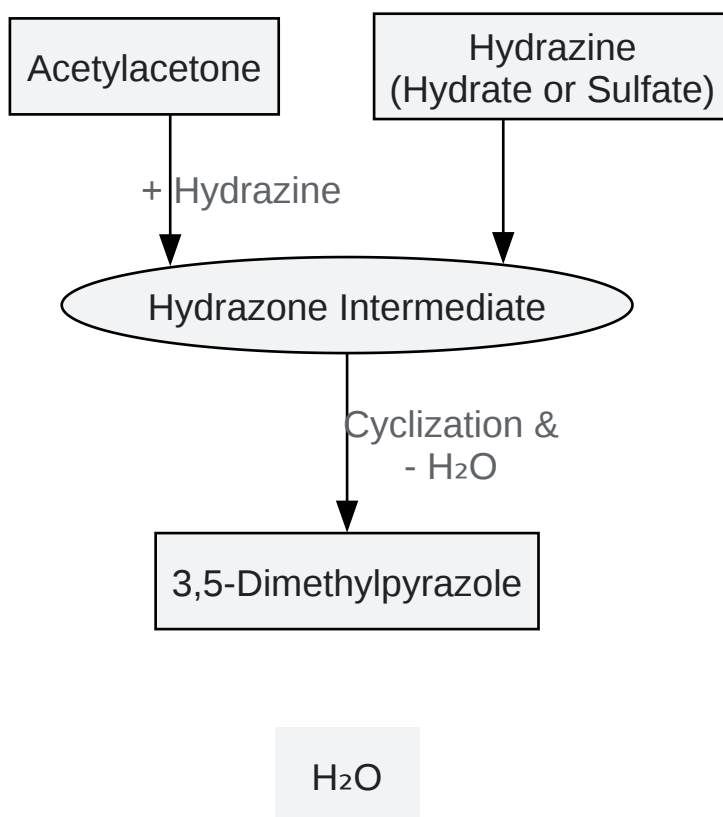 Acetylacetone
Hydrazine
(Hydrate or Sulfate)
+ Hydrazine
Hydrazone Intermediate
Cyclization &
- H₂O
3,5-Dimethylpyrazole
H₂O